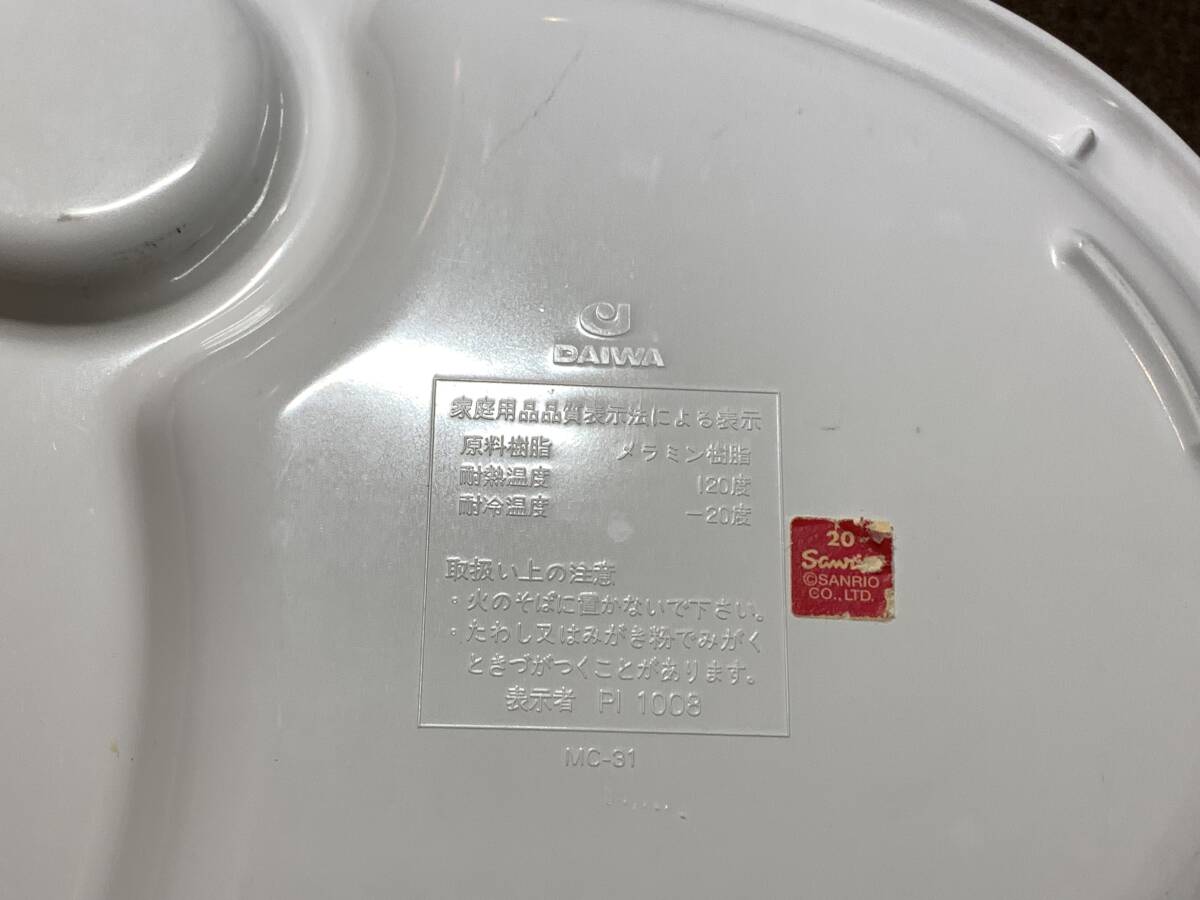 DAIWA
家庭用品品質表示法による表示
原料樹脂 メラミン樹脂
耐熱温度 120度
耐冷温度 -20度
取扱い上の注意
・火のそばに置かないで下さい。
・たわし又はみがき粉でみがく
ときづがつくことがあります。
表示者 PI 1008
MC-31
20
©SANRIO
CO., LTD.